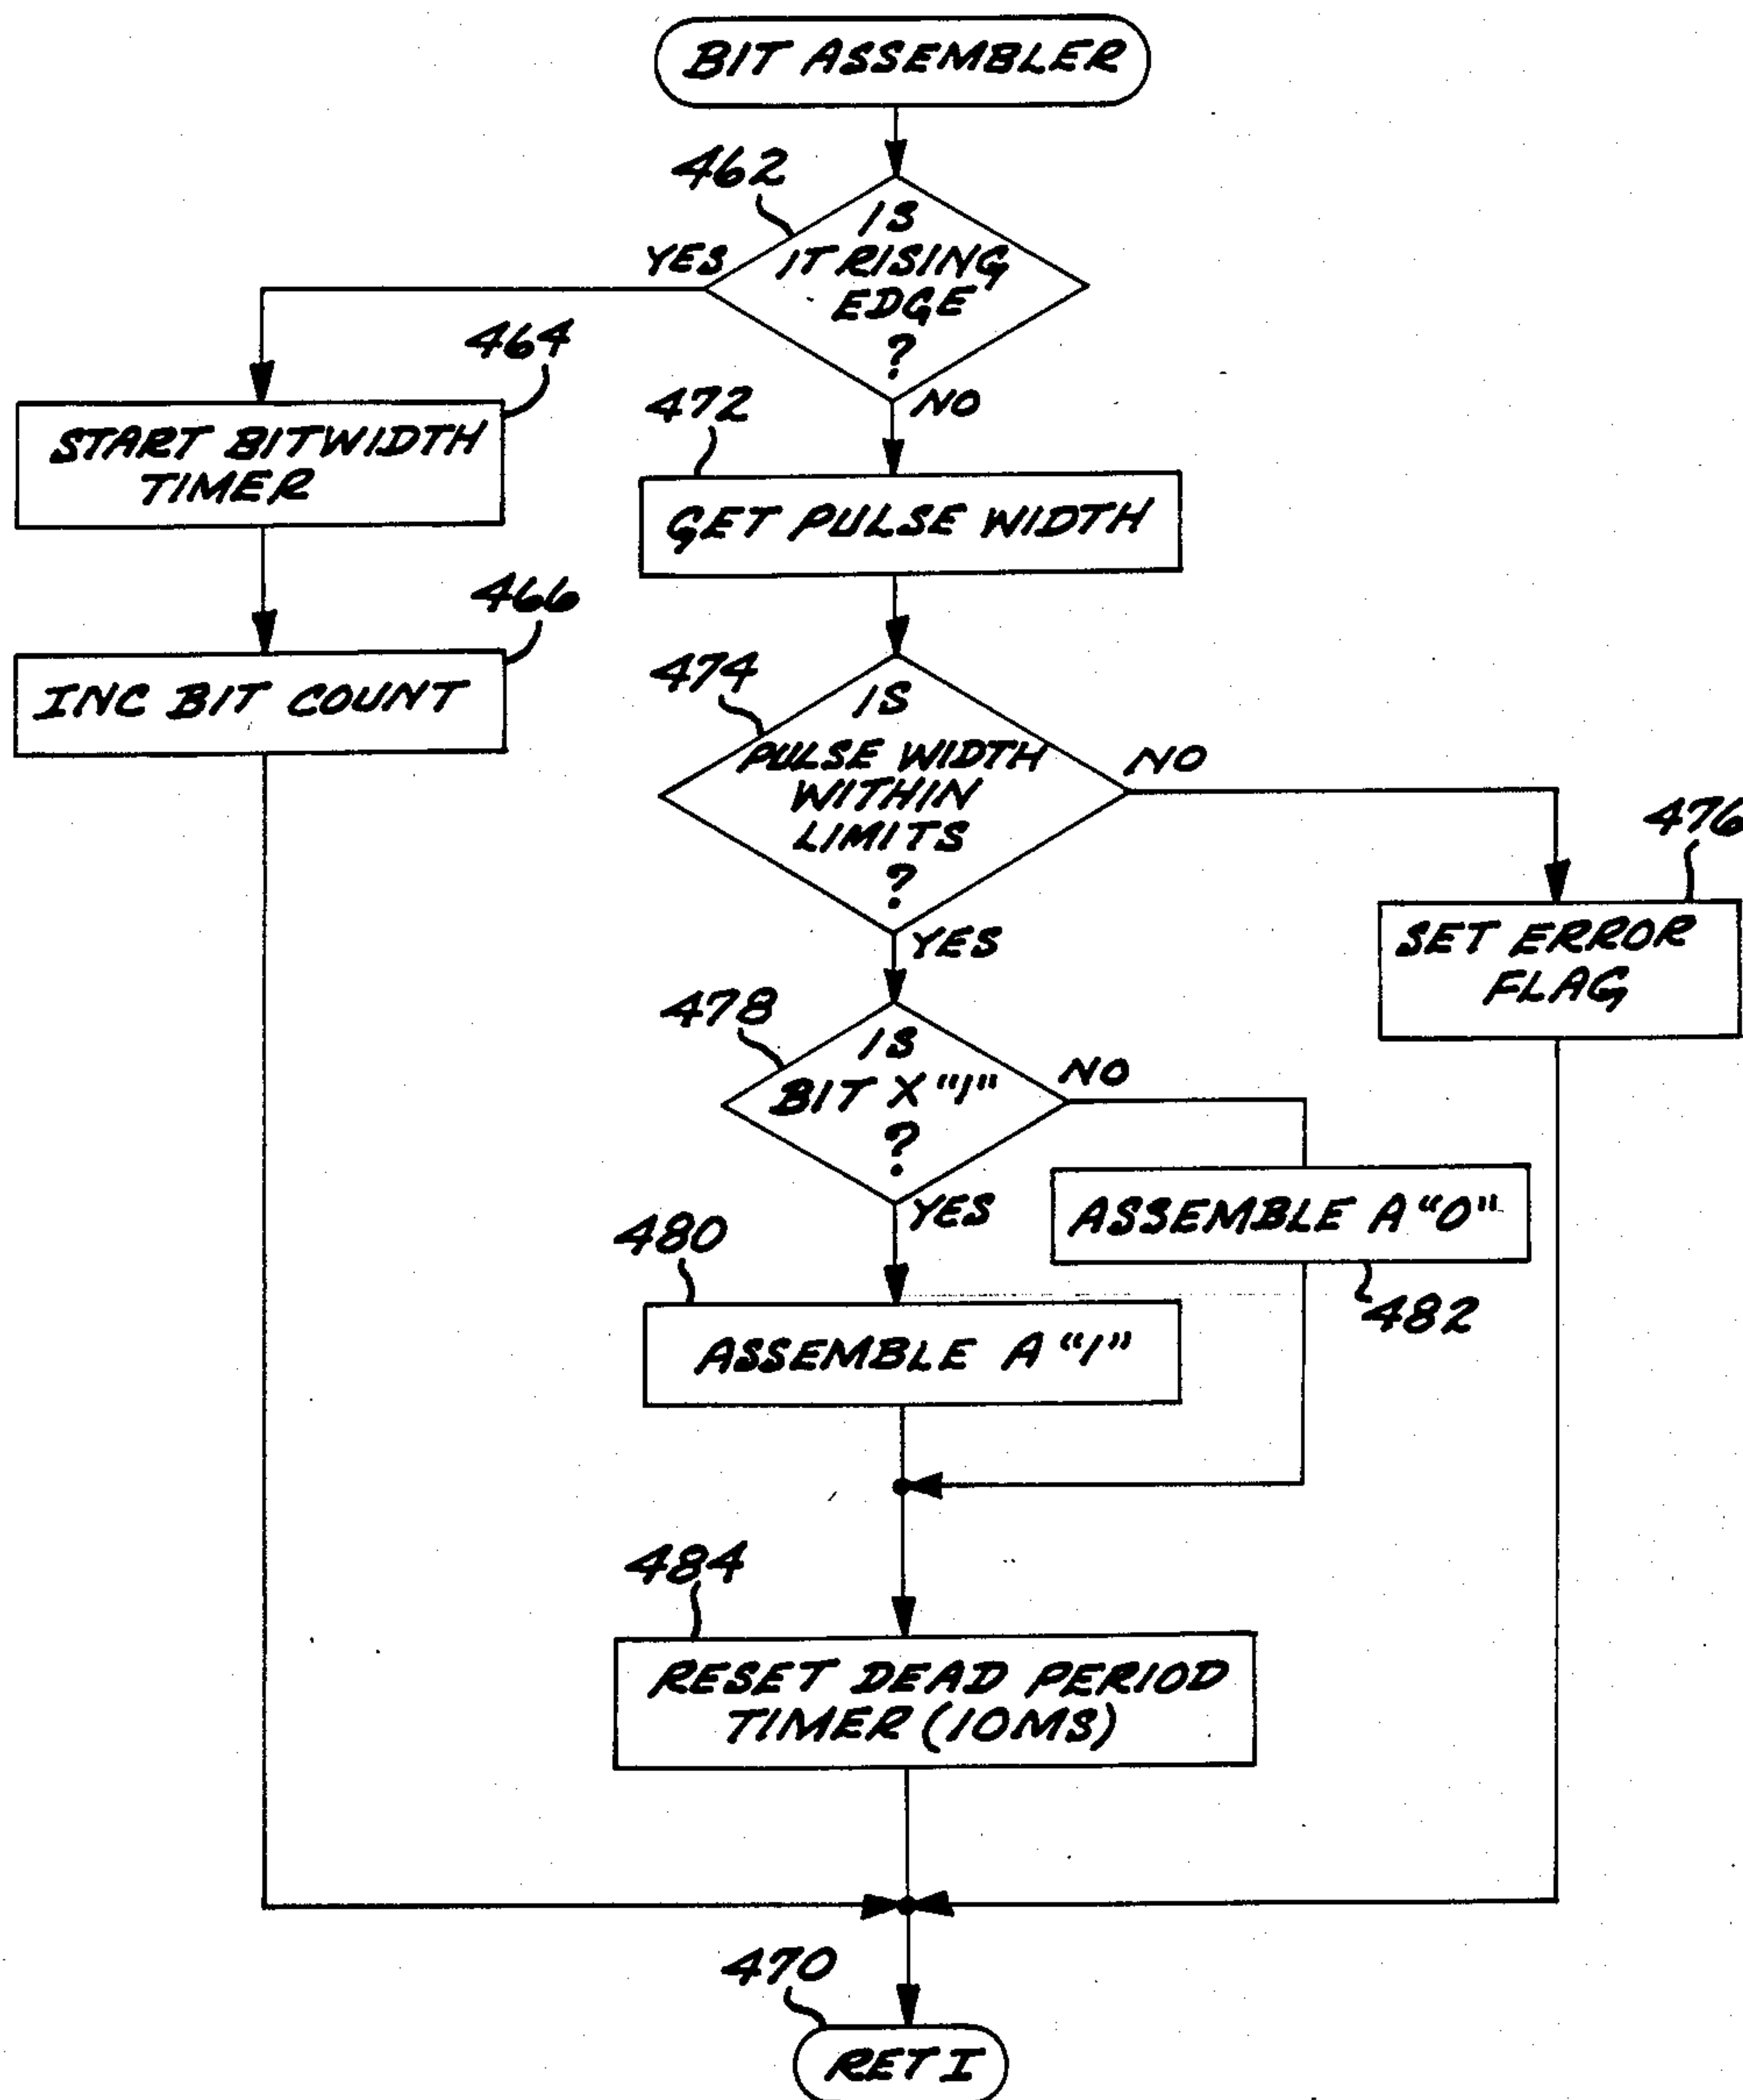 BIT ASSEMBLER
462
IS
IT RISING
EDGE
?
YES
NO
464
START BITWIDTH
TIMER
472
GET PULSE WIDTH
466
INC BIT COUNT
474
IS
PULSE WIDTH
WITHIN
LIMITS
?
NO
YES
476
SET ERROR
FLAG
478
IS
BIT X "1"
?
NO
YES
ASSEMBLE A "0"
482
480
ASSEMBLE A "1"
484
RESET DEAD PERIOD
TIMER (10MS)
470
RET I